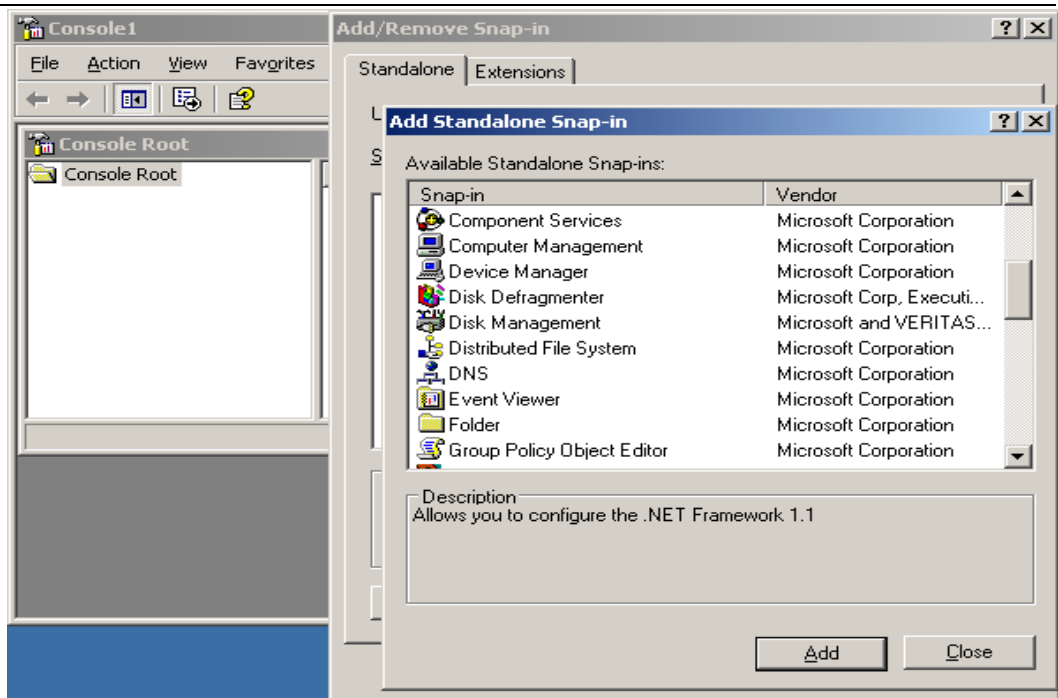 Console1
File Action View Favorites
Console Root
Console Root
Add/Remove Snap-in
Standalone Extensions
Add Standalone Snap-in
Available Standalone Snap-ins:
Snap-in Vendor
Component Services Microsoft Corporation
Computer Management Microsoft Corporation
Device Manager Microsoft Corporation
Disk Defragmenter Microsoft Corp, Executi...
Disk Management Microsoft and VERITAS...
Distributed File System Microsoft Corporation
DNS Microsoft Corporation
Event Viewer Microsoft Corporation
Folder Microsoft Corporation
Group Policy Object Editor Microsoft Corporation
Description
Allows you to configure the .NET Framework 1.1
Add Close